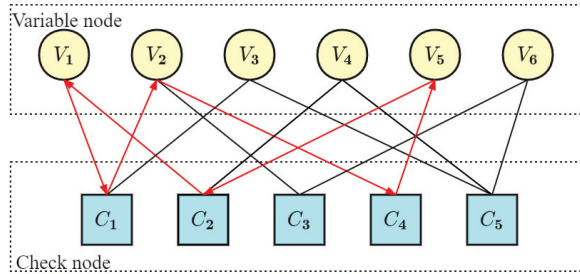 Variable node
V1 V2 V3 V4 V5 V6
C1 C2 C3 C4 C5
Check node